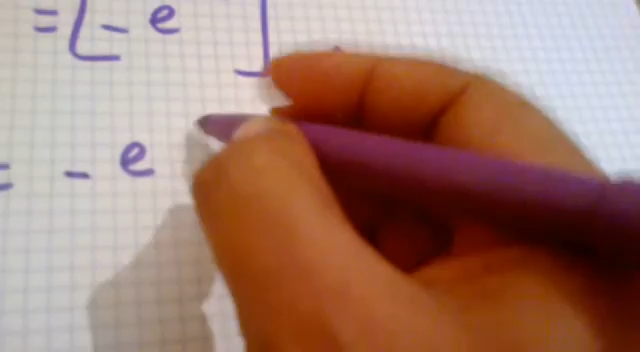 = [- e ]
= - e